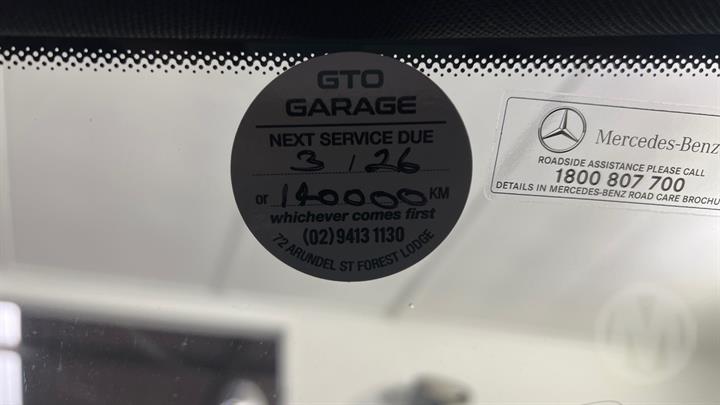 GTO
GARAGE
NEXT SERVICE DUE
3 / 26
or 140000 KM
whichever comes first
(02) 9413 1130
72 ARUNDEL ST FOREST LODGE
Mercedes-Benz
ROADSIDE ASSISTANCE PLEASE CALL
1800 807 700
DETAILS IN MERCEDES-BENZ ROAD CARE BROCHU
M